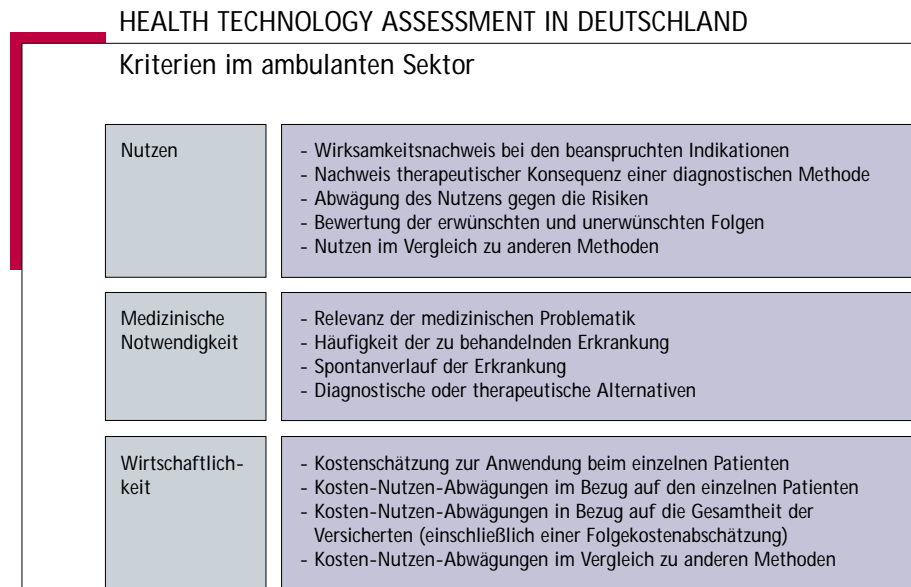 HEALTH TECHNOLOGY ASSESSMENT IN DEUTSCHLAND
Kriterien im ambulanten Sektor
Nutzen
- Wirksamkeitsnachweis bei den beanspruchten Indikationen
- Nachweis therapeutischer Konsequenz einer diagnostischen Methode
- Abwägung des Nutzens gegen die Risiken
- Bewertung der erwünschten und unerwünschten Folgen
- Nutzen im Vergleich zu anderen Methoden
Medizinische
Notwendigkeit
- Relevanz der medizinischen Problematik
- Häufigkeit der zu behandelnden Erkrankung
- Spontanverlauf der Erkrankung
- Diagnostische oder therapeutische Alternativen
Wirtschaftlich-
keit
- Kostenschätzung zur Anwendung beim einzelnen Patienten
- Kosten-Nutzen-Abwägungen im Bezug auf den einzelnen Patienten
- Kosten-Nutzen-Abwägungen in Bezug auf die Gesamtheit der
Versicherten (einschließlich einer Folgekostenabschätzung)
- Kosten-Nutzen-Abwägungen im Vergleich zu anderen Methoden